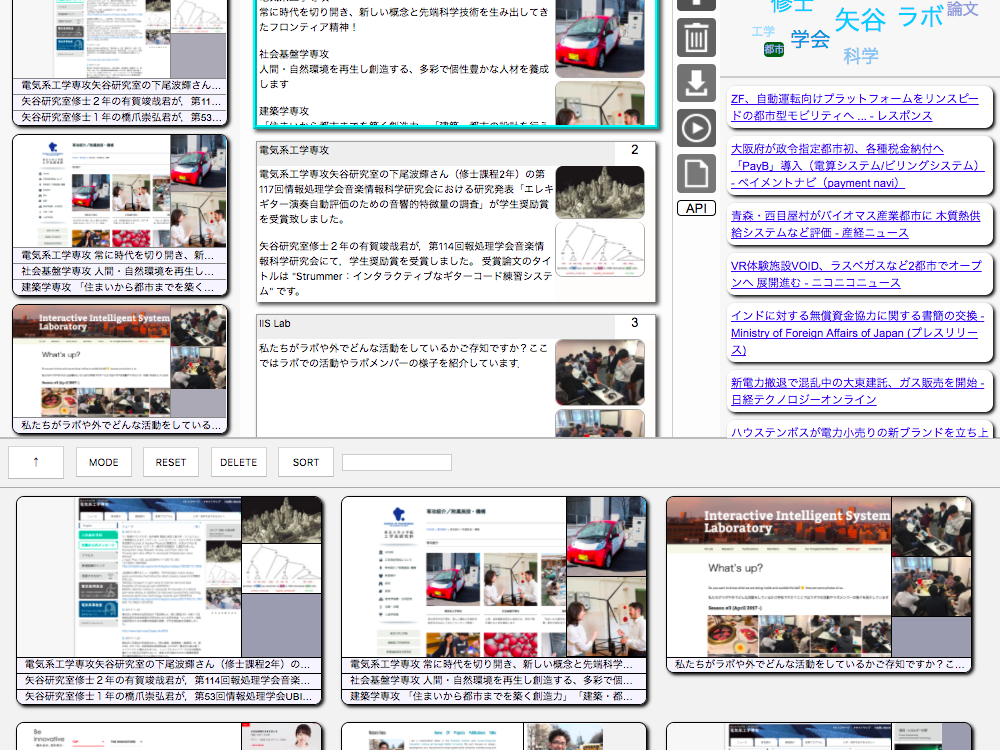 電気系工学専攻矢谷研究室の下尾波輝さん...
矢谷研究室修士２年の有賀竣哉君が、第11...
矢谷研究室修士１年の橋爪崇弘君が、第53...
電気系工学専攻 常に時代を切り開き、新...
社会基盤学専攻 人間・自然環境を再生し...
建築学専攻 「住まいから都市までを築く...
Interactive Intelligent System
Laboratory
What's up?
私たちがラボや外でどんな活動をしている...
常に時代を切り開き、新しい概念と先端科学技術を生み出してき
たフロンティア精神！
社会基盤学専攻
人間・自然環境を再生し創造する、多彩で個性豊かな人材を養成
します
建築学専攻
電気系工学専攻
2
電気系工学専攻矢谷研究室の下尾波輝さん（修士課程2年）の第
117回情報処理学会音楽情報科学研究会における研究発表「エレキ
ギター演奏自動評価のための音響的特徴量の調査」が学生奨励賞
を受賞致しました。
矢谷研究室修士２年の有賀竣哉君が、第114回報処理学会音楽情
報科学研究会にて、学生奨励賞を受賞しました。 受賞論文のタイ
トルは "Strummer：インタラクティブなギターコード練習システ
ム" です。
IIS Lab
3
私たちがラボや外でどんな活動をしているかご存知ですか？ここ
ではラボでの活動やラボメンバーの様子を紹介しています。
API
修士
矢谷
ラボ
論文
工学
都市
学会
科学
ZF、自動運転向けプラットフォームをリンスピー
ドの都市型モビリティへ ... - レスポンス
大阪府が政令指定都市初、各種税金納付へ
「PayB」導入（電算システム/ビリングシステム）
- ペイメントナビ（payment navi）
青森・西目屋村がバイオマス産業都市に 木質熱供
給システムなど評価 - 産経ニュース
VR体験施設VOID、ラスベガスなど2都市でオープ
ンへ 展開進む - ニコニコニュース
インドに対する無償資金協力に関する書簡の交換 -
Ministry of Foreign Affairs of Japan (プレスリリー
ス)
新電力撤退で混乱中の大東建託、ガス販売を開始 -
日経テクノロジーオンライン
ハウステンボスが電力小売りの新ブランドを立ち上
↑
MODE
RESET
DELETE
SORT
電気系工学専攻矢谷研究室の下尾波輝さん（修士課程2年）の...
矢谷研究室修士２年の有賀竣哉君が、第114回報処理学会音楽...
矢谷研究室修士１年の橋爪崇弘君が、第53回情報処理学会UBI...
電気系工学専攻 常に時代を切り開き、新しい概念と先端科学...
社会基盤学専攻 人間・自然環境を再生し創造する、多彩で個...
建築学専攻 「住まいから都市までを築く創造力」「建築・都...
Interactive Intelligent System
Laboratory
What's up?
Season #3 (April 2017 -)
私たちがラボや外でどんな活動をしているかご存知ですか？こ...
Be
Innovative